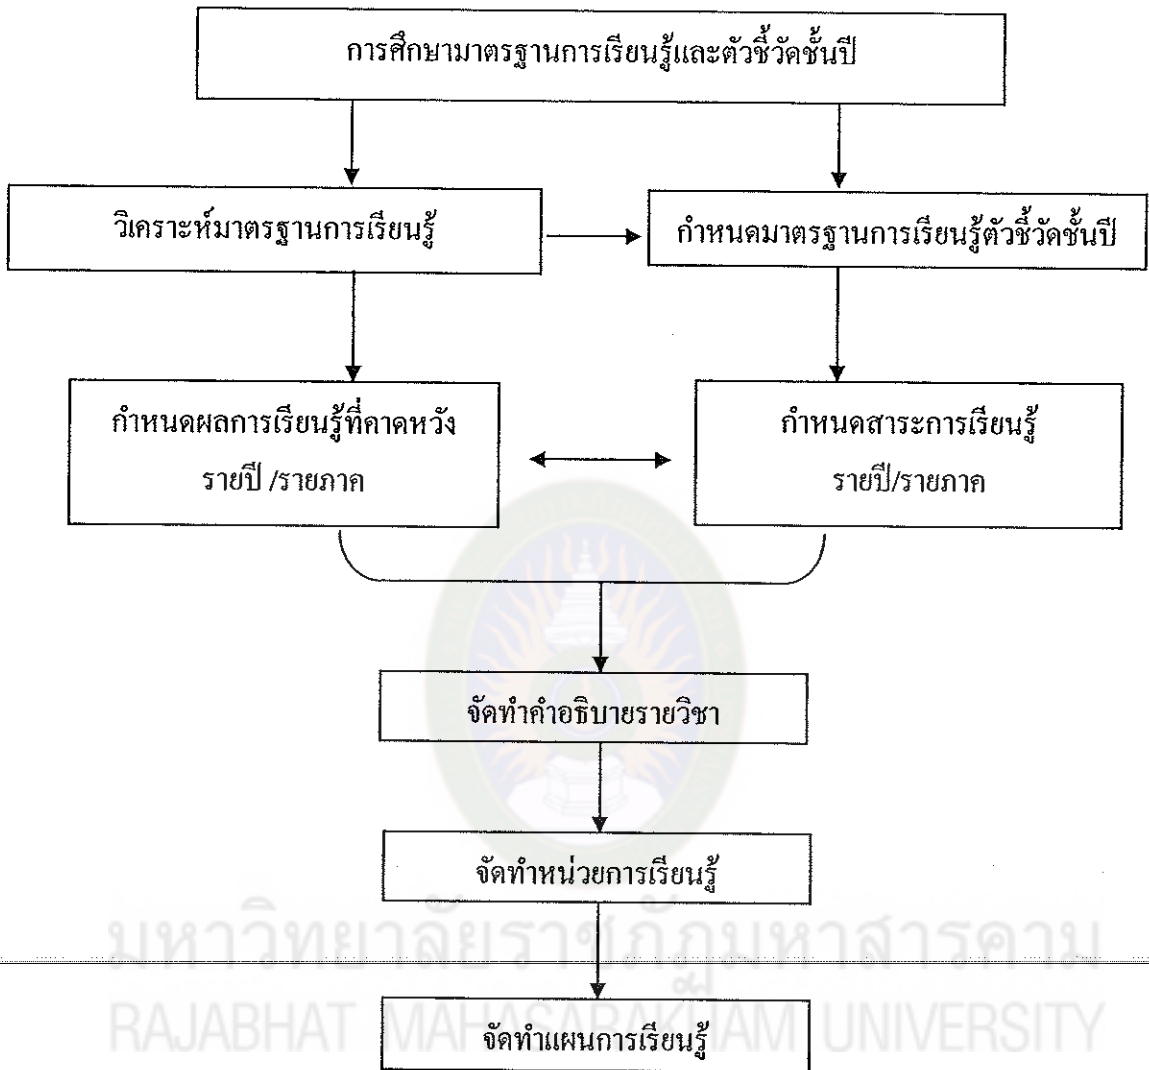 การศึกษามาตรฐานการเรียนรู้และตัวชี้วัดชั้นปี
วิเคราะห์มาตรฐานการเรียนรู้
กำหนดมาตรฐานการเรียนรู้ตัวชี้วัดชั้นปี
กำหนดผลการเรียนรู้ที่คาดหวัง
รายปี /รายภาค
กำหนดสาระการเรียนรู้
รายปี/รายภาค
จัดทำคำอธิบายรายวิชา
จัดทำหน่วยการเรียนรู้
มหาวิทยาลัยราชภัฏมหาสารคาม
จัดทำแผนการเรียนรู้
RAJABHAT MAHASARAKHAM UNIVERSITY